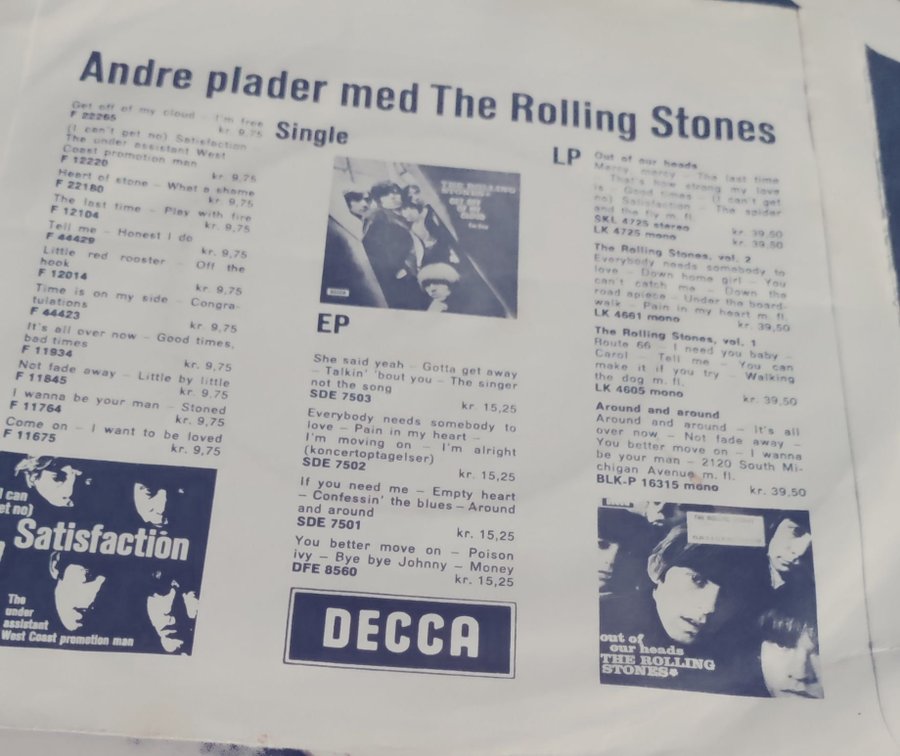 Andre plader med The Rolling Stones
Single
Get off of my cloud – I'm free
F 22265 kr. 9.75
(I can't get no) Satisfaction –
The under assistant West
Coast promotion man
F 12220 kr. 9,75
Heart of stone – What a shame
F 22180 kr. 9,75
The last time – Play with fire
F 12104 kr. 9,75
Tell me – Honest I do
F 44429 kr. 9,75
Little red rooster – Off the
hook
F 12014 kr. 9,75
Time is on my side – Congra-
tulations
F 44423 kr. 9,75
It's all over now – Good times,
bad times
F 11934 kr. 9,75
Not fade away – Little by little
F 11845 kr. 9.75
I wanna be your man – Stoned
F 11764 kr. 9,75
Come on – I want to be loved
F 11675 kr. 9,75
I can
et no)
Satisfaction
The
under
assistant
West Coast promotion man
THE ROLLING
STONES
DECCA
EP
She said yeah – Gotta get away
– Talkin' 'bout you – The singer
not the song
SDE 7503 kr. 15,25
Everybody needs somebody to
love – Pain in my heart –
I'm moving on – I'm alright
(koncertoptagelser)
SDE 7502 kr. 15.25
If you need me – Empty heart
– Confessin' the blues – Around
and around
SDE 7501 kr. 15,25
You better move on – Poison
ivy – Bye bye Johnny – Money
DFE 8560 kr. 15,25
DECCA
LP
Out of our heads
Mercy, mercy – The last time
– That's how strong my love
is – Good times – (I can't get
no) Satisfaction – The spider
and the fly m. fl.
SKL 4725 stereo kr. 39,50
LK 4725 mono kr. 39,50
The Rolling Stones, vol. 2
Everybody needs somebody to
love – Down home girl – You
can't catch me – Down the
road apiece – Under the board-
walk – Pain in my heart m. fl.
LK 4661 mono kr. 39,50
The Rolling Stones, vol. 1
Route 66 – I need you baby –
Carol – Tell me – You can
make it if you try – Walking
the dog m. fl.
LK 4605 mono kr. 39,50
Around and around
Around and around – It's all
over now – Not fade away –
You better move on – I wanna
be your man – 2120 South Mi-
chigan Avenue m. fl.
BLK-P 16315 mono kr. 39,50
out of
our heads
THE ROLLING
STONES